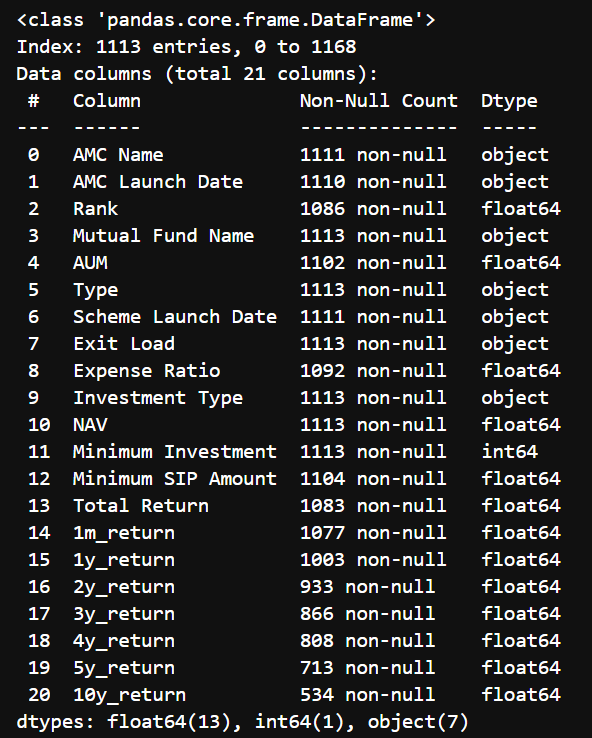 <class 'pandas.core.frame.DataFrame'>
Index: 1113 entries, 0 to 1168
Data columns (total 21 columns):
 #   Column              Non-Null Count  Dtype
---  ------              --------------  -----
 0   AMC Name            1111 non-null   object
 1   AMC Launch Date     1110 non-null   object
 2   Rank                1086 non-null   float64
 3   Mutual Fund Name    1113 non-null   object
 4   AUM                 1102 non-null   float64
 5   Type                1113 non-null   object
 6   Scheme Launch Date  1111 non-null   object
 7   Exit Load           1113 non-null   object
 8   Expense Ratio       1092 non-null   float64
 9   Investment Type     1113 non-null   object
 10  NAV                 1113 non-null   float64
 11  Minimum Investment  1113 non-null   int64
 12  Minimum SIP Amount  1104 non-null   float64
 13  Total Return        1083 non-null   float64
 14  1m_return           1077 non-null   float64
 15  1y_return           1003 non-null   float64
 16  2y_return           933 non-null    float64
 17  3y_return           866 non-null    float64
 18  4y_return           808 non-null    float64
 19  5y_return           713 non-null    float64
 20  10y_return          534 non-null    float64
dtypes: float64(13), int64(1), object(7)